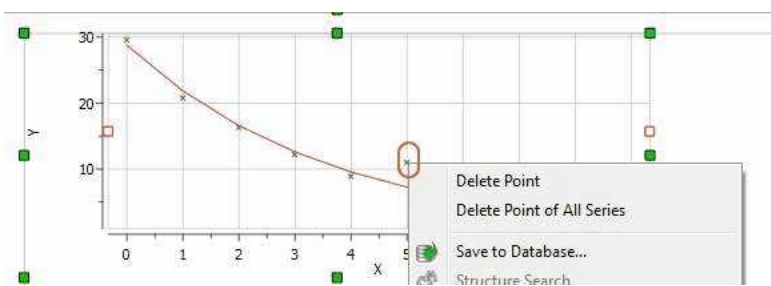 30
20
10
Y
0 1 2 3 4 5
X
Delete Point
Delete Point of All Series
Save to Database...
Structure Search